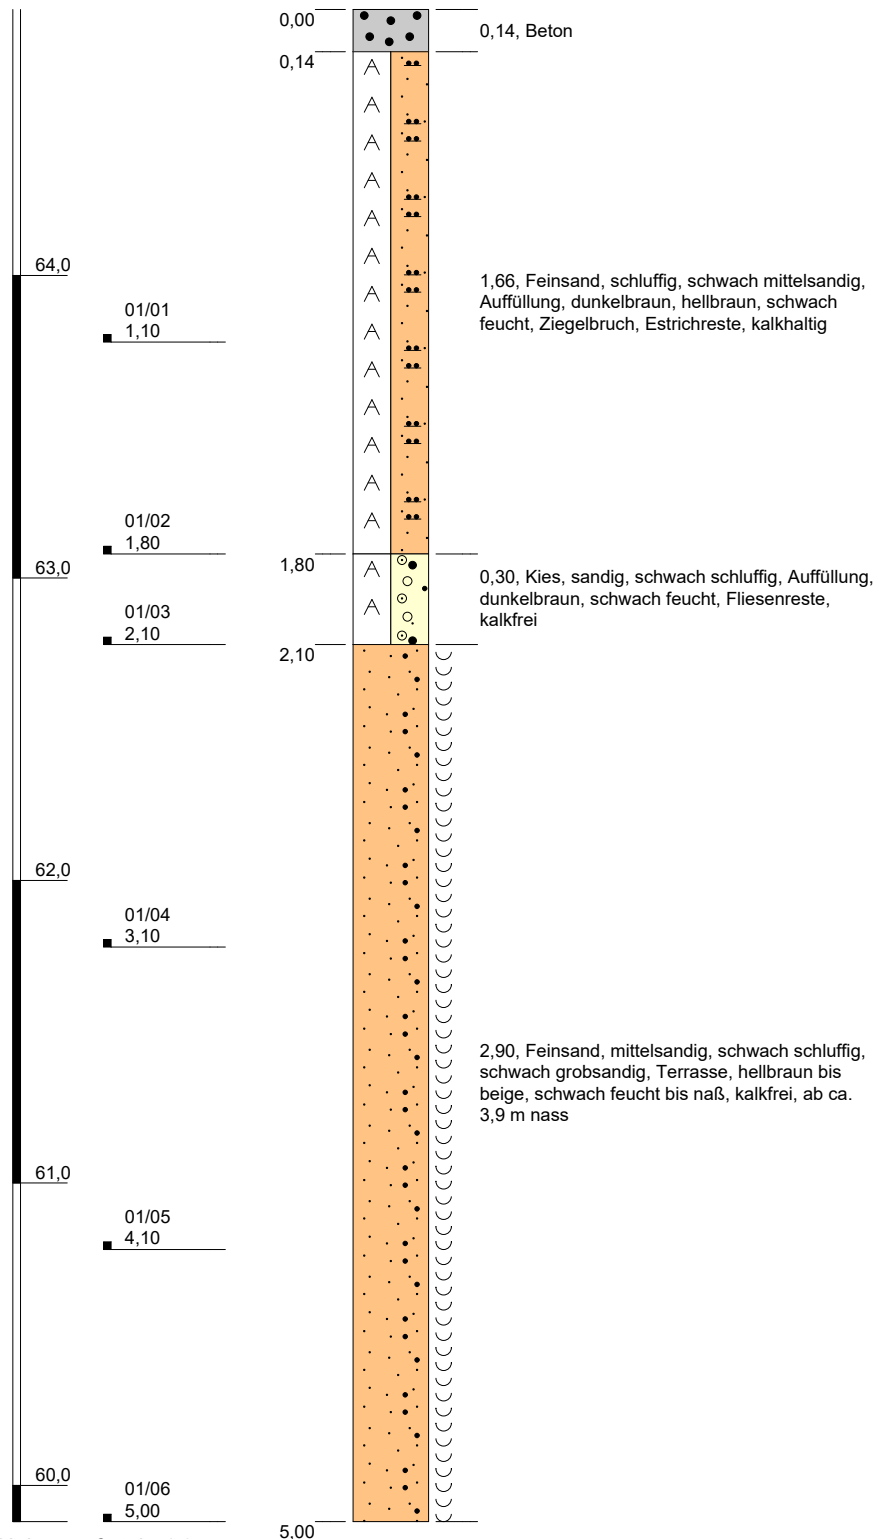 0,00
0,14, Beton
0,14
64,0
1,66, Feinsand, schluffig, schwach mittelsandig,
Auffüllung, dunkelbraun, hellbraun, schwach
feucht, Ziegelbruch, Estrichreste, kalkhaltig
01/01
1,10
01/02
1,80
1,80
63,0
0,30, Kies, sandig, schwach schluffig, Auffüllung,
dunkelbraun, schwach feucht, Fliesenreste,
kalkfrei
01/03
2,10
2,10
62,0
01/04
3,10
2,90, Feinsand, mittelsandig, schwach schluffig,
schwach grobsandig, Terrasse, hellbraun bis
beige, schwach feucht bis naß, kalkfrei, ab ca.
3,9 m nass
61,0
01/05
4,10
60,0
01/06
5,00
5,00